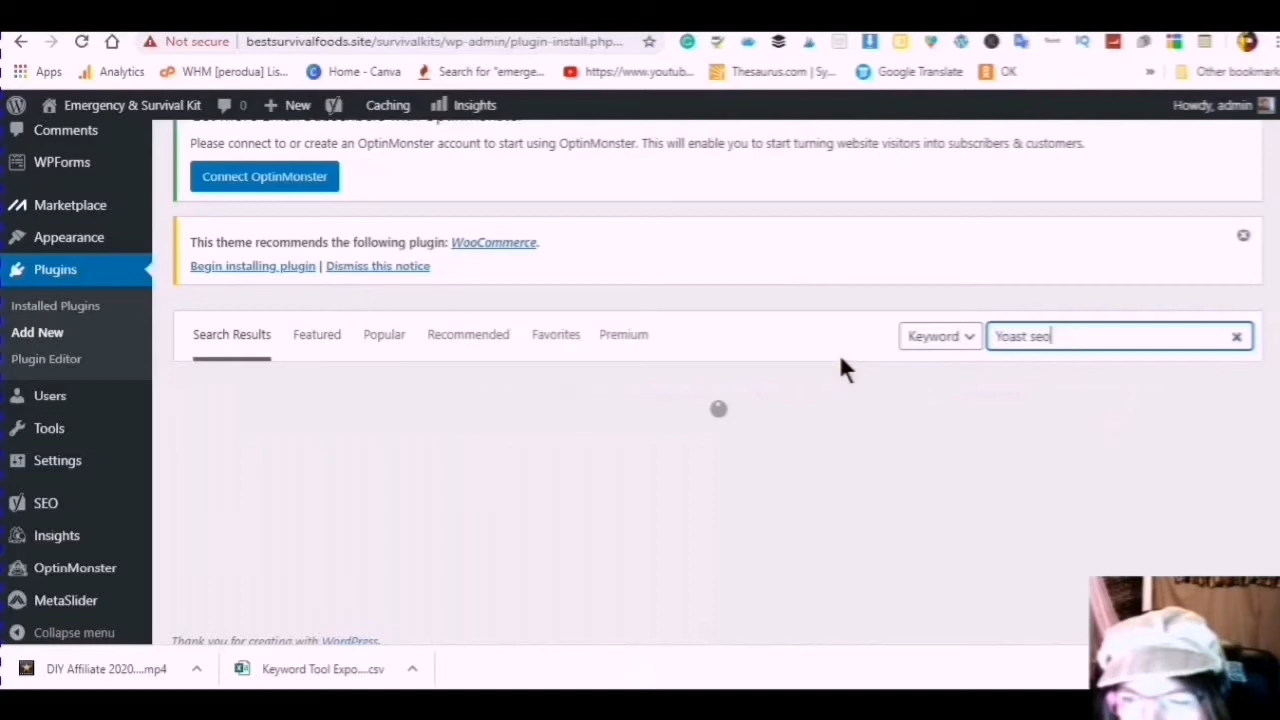 Not secure bestsurvivalfoods.site/survivalkits/wp-admin/plugin-install.php...
Apps Analytics WHM [perodua] Lis... Home - Canva Search for "emerge... https://www.youtub... Thesaurus.com | Sy... Google Translate OK » Other bookmark
Emergency & Survival Kit 0 + New Caching Insights Howdy, admin
Comments
WPForms
Marketplace
Appearance
Plugins
Installed Plugins
Add New
Plugin Editor
Users
Tools
Settings
SEO
Insights
OptinMonster
MetaSlider
Collapse menu
Please connect to or create an OptinMonster account to start using OptinMonster. This will enable you to start turning website visitors into subscribers & customers.
Connect OptinMonster
This theme recommends the following plugin: WooCommerce.
Begin installing plugin | Dismiss this notice
Search Results Featured Popular Recommended Favorites Premium Keyword Yoast seo
Thank you for creating with WordPress.
DIY Affiliate 2020....mp4 Keyword Tool Expo....csv